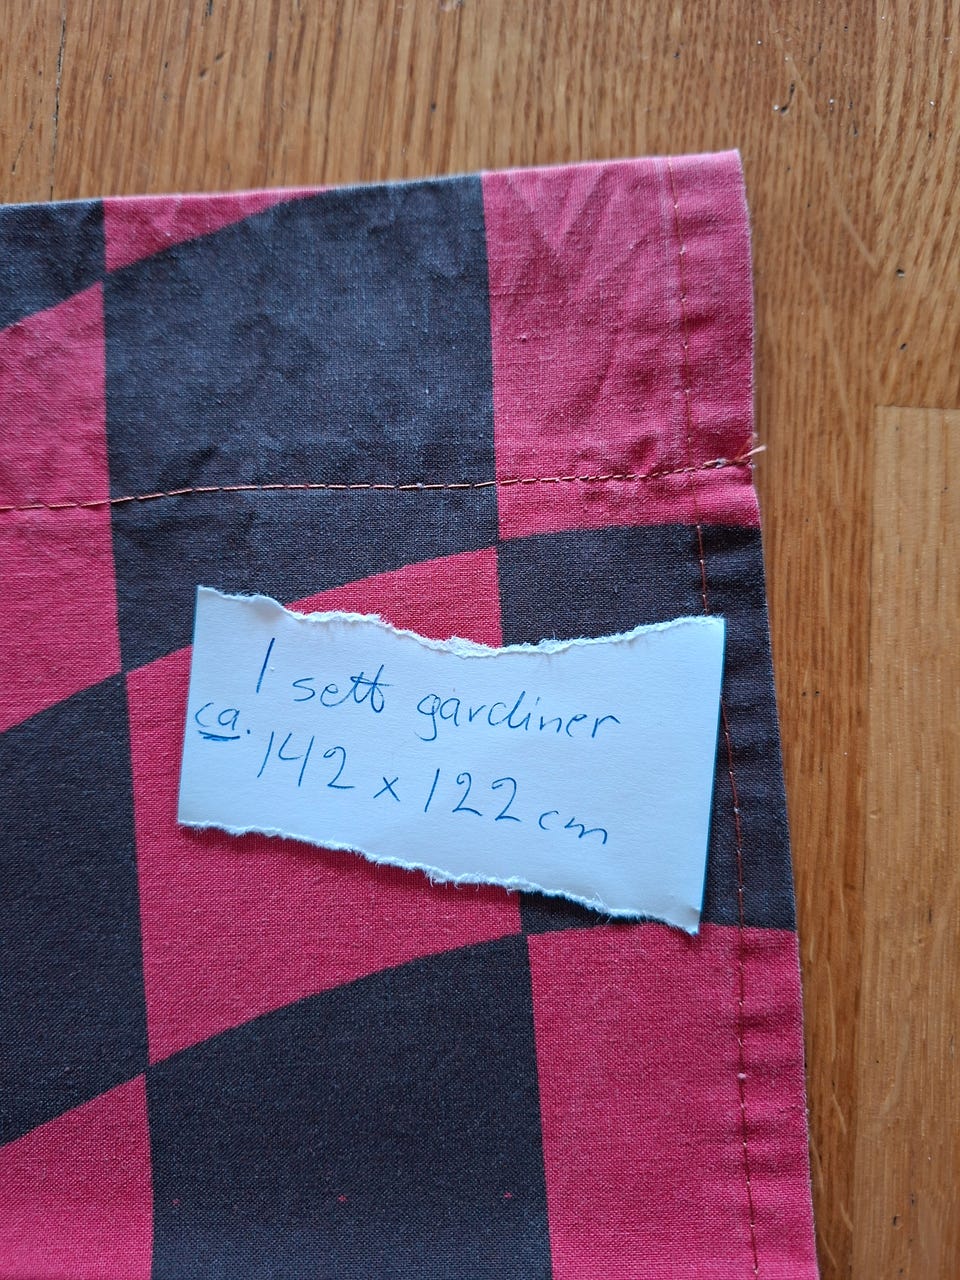 1 sett gardiner
ca. 142 x 122 cm